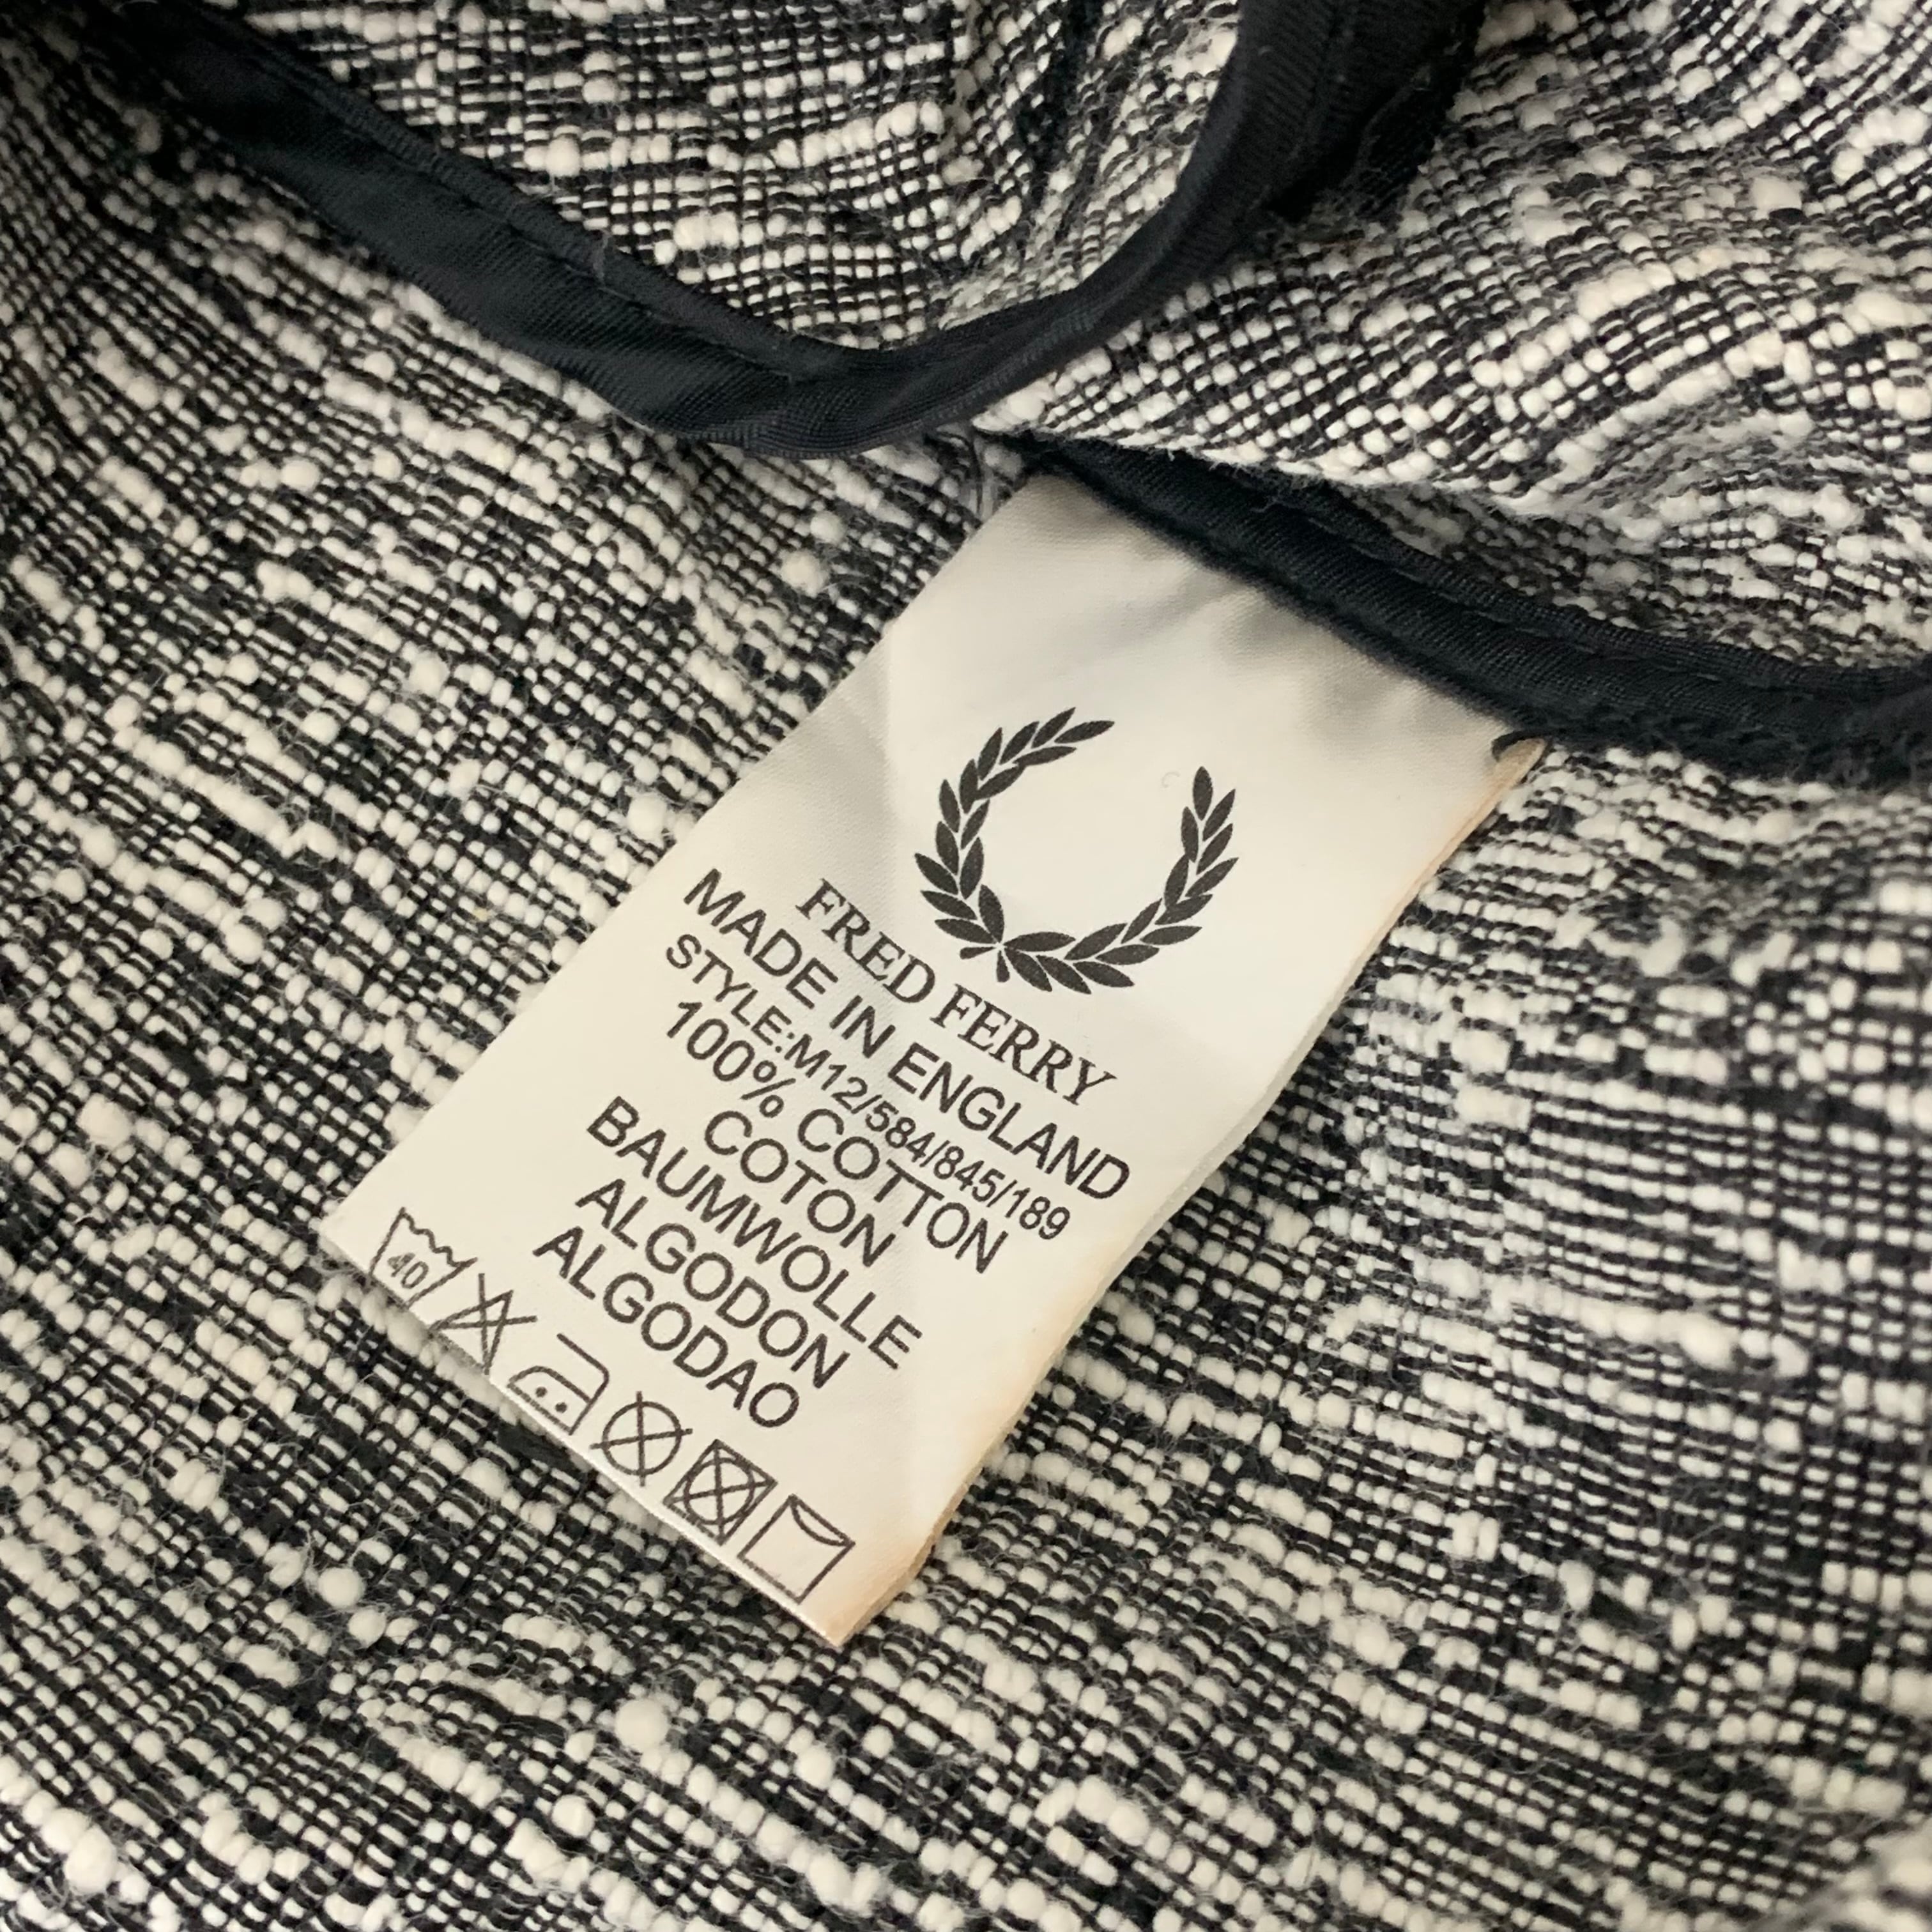 FRED FERRY
MADE IN ENGLAND
STYLE:M12/584/845/189
100% COTTON
COTON
BAUMWOLLE
ALGODON
ALGODAO
40